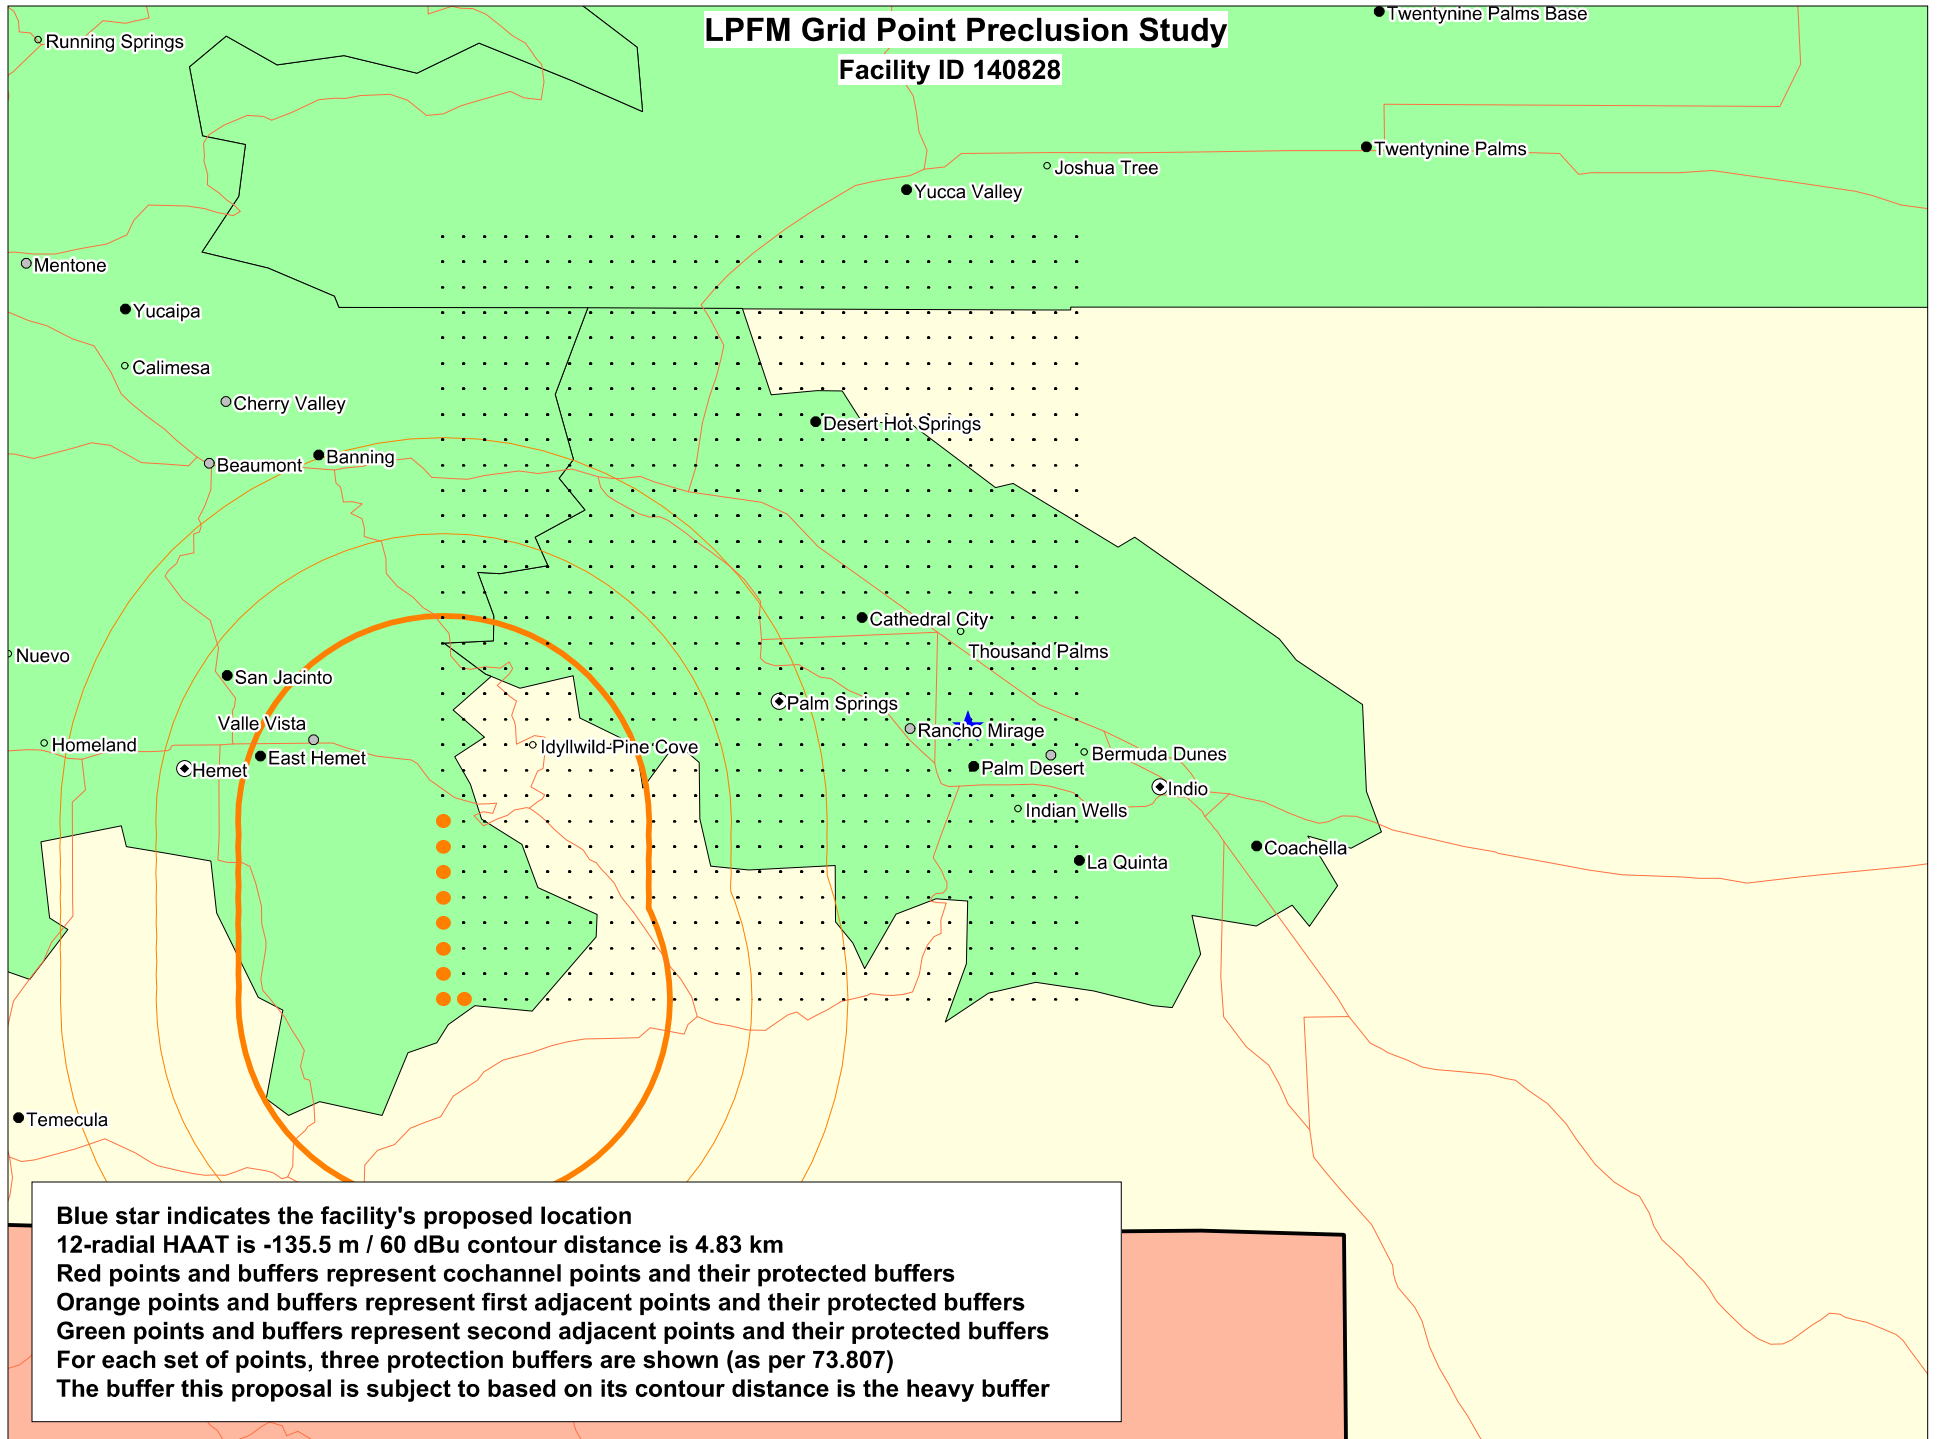 LPFM Grid Point Preclusion Study
Facility ID 140828
Twentynine Palms Base
Running Springs
Twentynine Palms
Joshua Tree
Yucca Valley
Mentone
Yucaipa
Calimesa
Cherry Valley
Desert Hot Springs
Banning
Beaumont
Cathedral City
Thousand Palms
Nuevo
San Jacinto
Palm Springs
Valle Vista
Rancho Mirage
Homeland
Idyllwild-Pine Cove
Bermuda Dunes
East Hemet
Hemet
Palm Desert
Indio
Indian Wells
Coachella
La Quinta
Temecula
Blue star indicates the facility's proposed location
12-radial HAAT is -135.5 m / 60 dBu contour distance is 4.83 km
Red points and buffers represent cochannel points and their protected buffers
Orange points and buffers represent first adjacent points and their protected buffers
Green points and buffers represent second adjacent points and their protected buffers
For each set of points, three protection buffers are shown (as per 73.807)
The buffer this proposal is subject to based on its contour distance is the heavy buffer